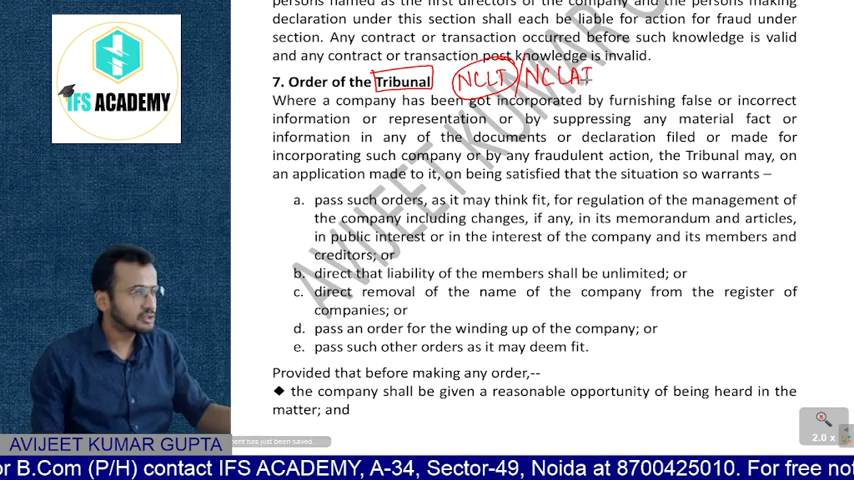 persons named as the first directors of the company and the persons making
declaration under this section shall each be liable for action for fraud under
section. Any contract or transaction occurred before such knowledge is valid
and any contract or transaction post knowledge is invalid.
7. Order of the Tribunal NCLT/NCLAT
Where a company has been got incorporated by furnishing false or incorrect
information or representation or by suppressing any material fact or
information in any of the documents or declaration filed or made for
incorporating such company or by any fraudulent action, the Tribunal may, on
an application made to it, on being satisfied that the situation so warrants –
a. pass such orders, as it may think fit, for regulation of the management of
the company including changes, if any, in its memorandum and articles,
in public interest or in the interest of the company and its members and
creditors; or
b. direct that liability of the members shall be unlimited; or
c. direct removal of the name of the company from the register of
companies; or
d. pass an order for the winding up of the company; or
e. pass such other orders as it may deem fit.
Provided that before making any order,--
❖ the company shall be given a reasonable opportunity of being heard in the
matter; and
IFS ACADEMY
AVIJEET KUMAR G
AVIJEET KUMAR GUPTA
ent has just been saved...
2.0 x
or B.Com (P/H) contact IFS ACADEMY, A-34, Sector-49, Noida at 8700425010. For free not